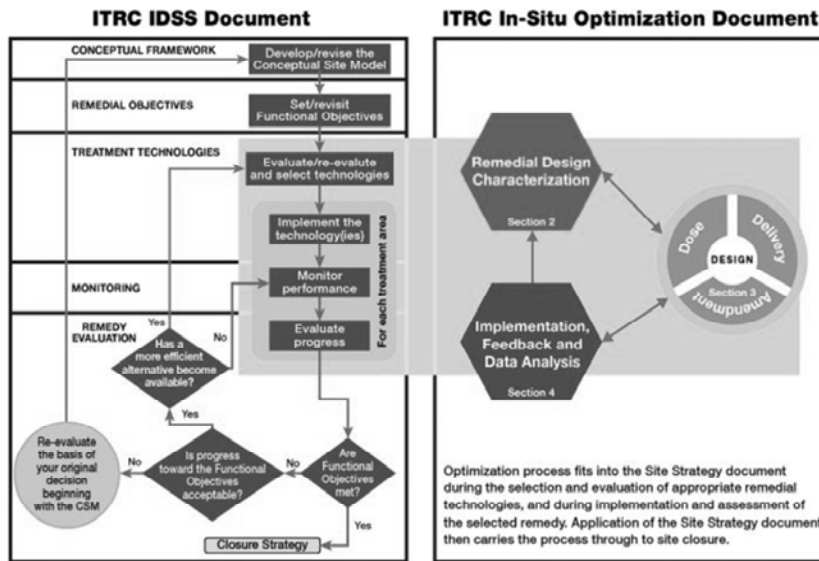 ITRC IDSS Document
CONCEPTUAL FRAMEWORK
Develop/revise the
Conceptual Site Model
REMEDIAL OBJECTIVES
Set/revisit
Functional Objectives
TREATMENT TECHNOLOGIES
Evaluate/re-evalute
and select technologies
Implement the
technology(ies)
For each treatment area
MONITORING
Monitor
performance
REMEDY
EVALUATION
Evaluate
progress
Yes
No
Has a
more efficient
alternative become
available?
Yes
Re-evaluate
the basis of
your original
decision
beginning
with the CSM
No
Is progress
toward the Functional
Objectives
acceptable?
No
Are
Functional
Objectives
met?
Yes
Closure Strategy
ITRC In-Situ Optimization Document
Remedial Design
Characterization
Section 2
Dose
Delivery
DESIGN
Section 3
Amendment
Implementation,
Feedback and
Data Analysis
Section 4
Optimization process fits into the Site Strategy document
during the selection and evaluation of appropriate remedial
technologies, and during implementation and assessment of
the selected remedy. Application of the Site Strategy document
then carries the process through to site closure.